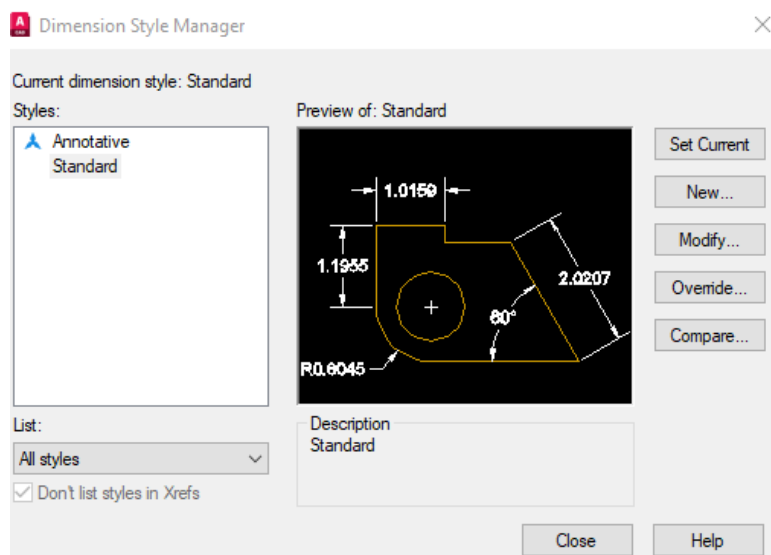 A
CAD
Dimension Style Manager
Current dimension style: Standard
Styles:
Annotative
Standard
Preview of: Standard
1.0159
1.1955
2.0207
60°
R0.8045
Set Current
New...
Modify...
Override...
Compare...
List:
All styles
Don't list styles in Xrefs
Description
Standard
Close
Help